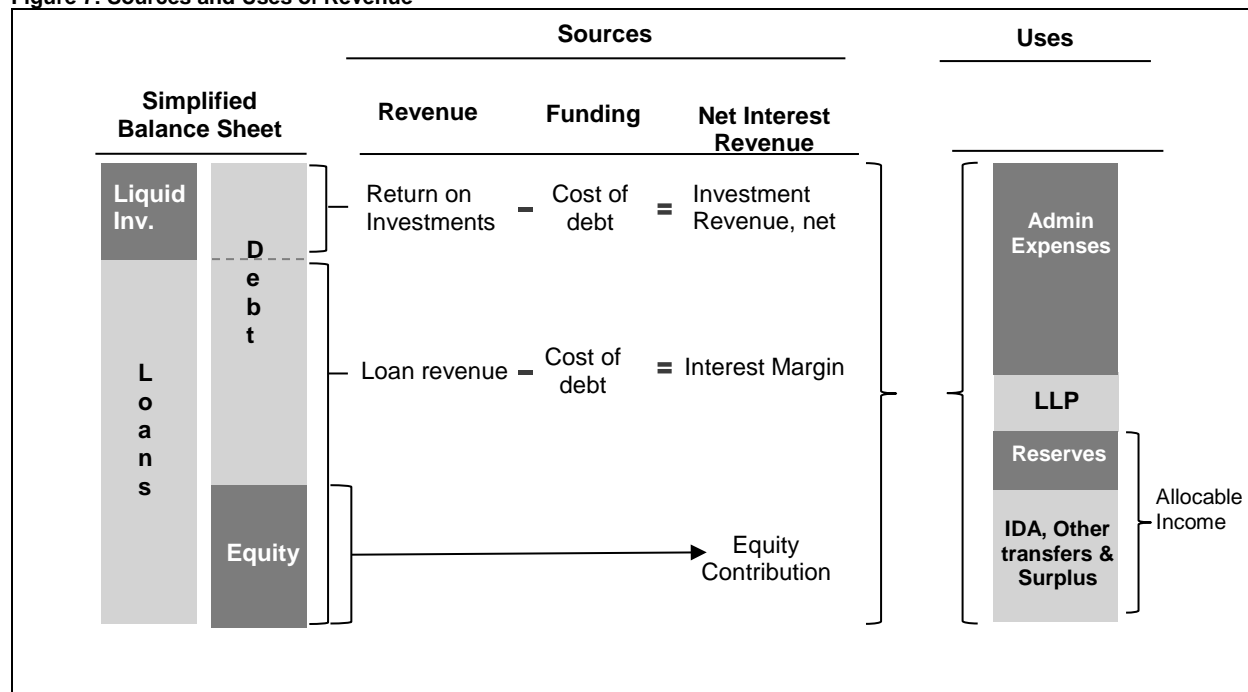 Figure 7: Sources and Uses of Revenue
Sources
Uses
Simplified
Balance Sheet
Revenue
Funding
Net Interest
Revenue
Liquid
Inv.
Debt
Return on
Investments
–
Cost of
debt
=
Investment
Revenue, net
Loans
Loan revenue
–
Cost of
debt
=
Interest Margin
Equity
Equity
Contribution
Admin
Expenses
LLP
Reserves
IDA, Other
transfers &
Surplus
Allocable
Income